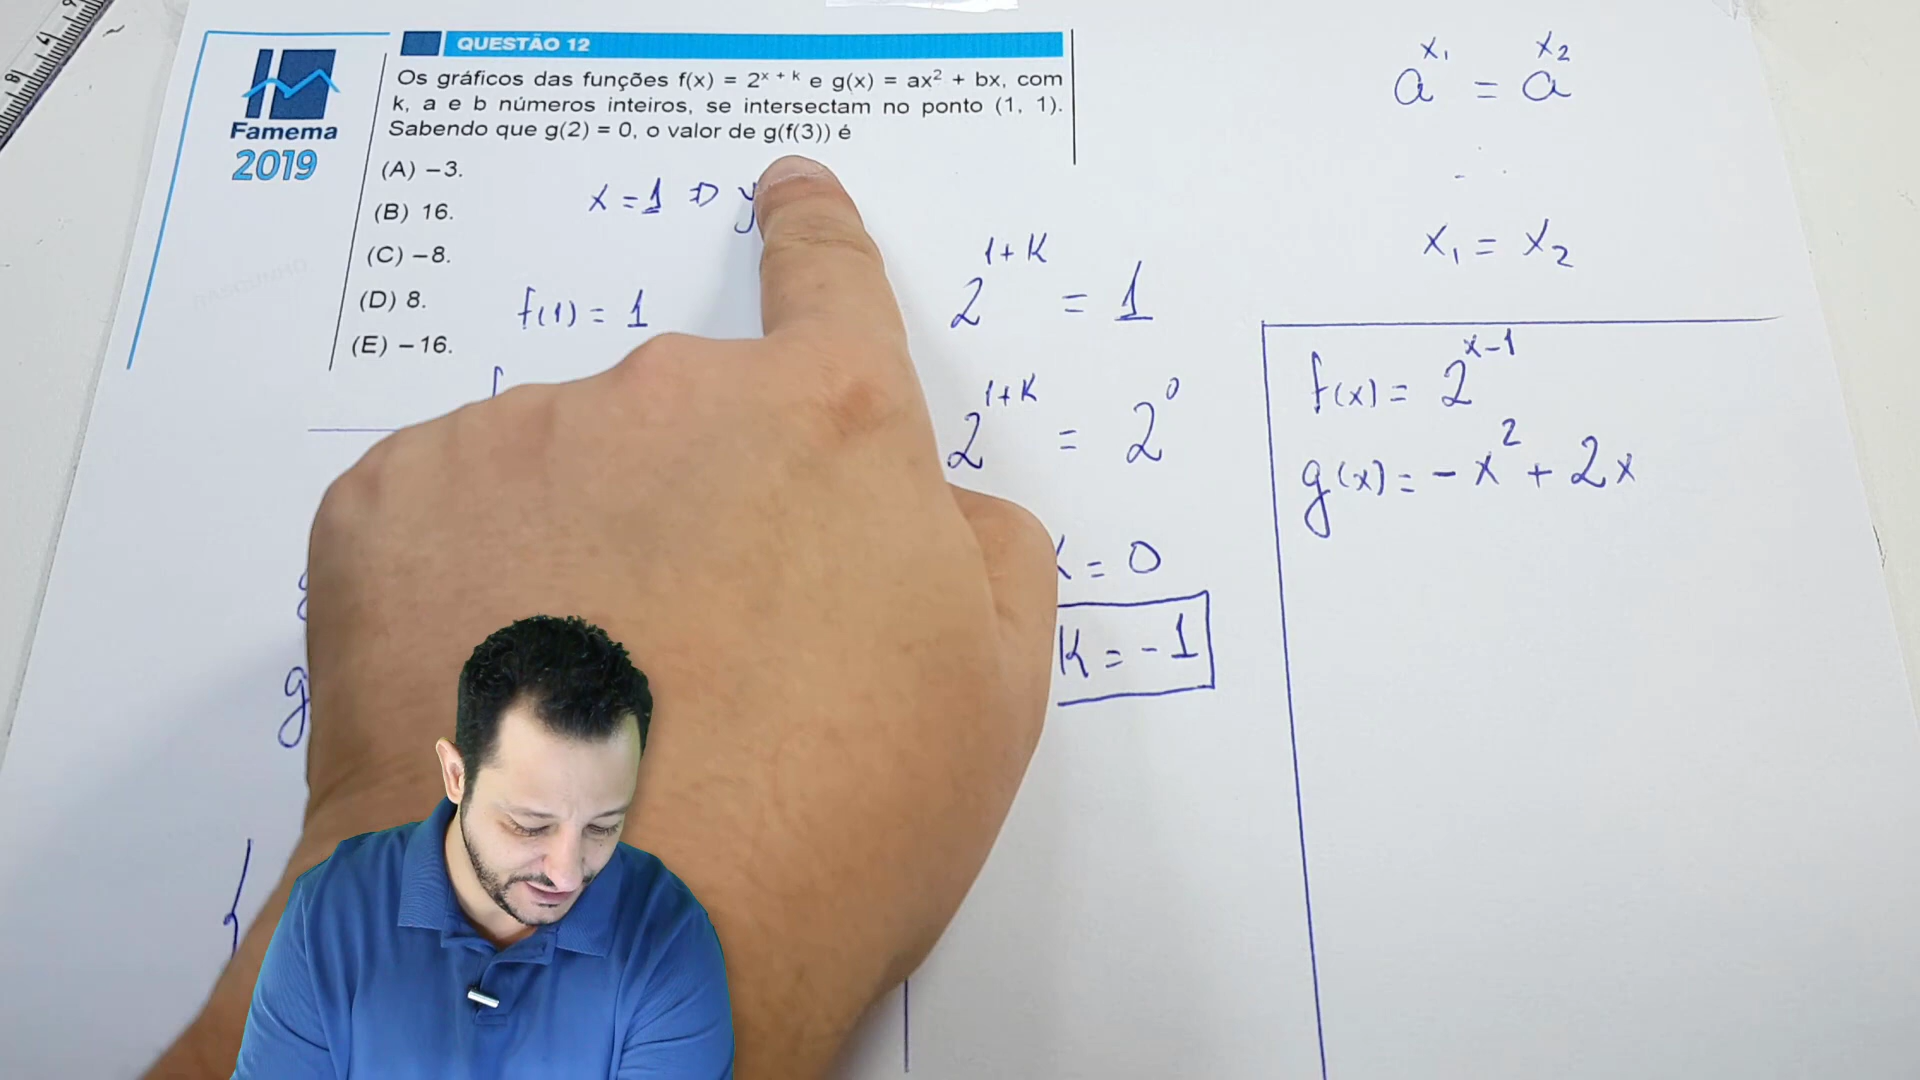 QUESTÃO 12
Os gráficos das funções f(x) = 2^(x + k) e g(x) = ax² + bx, com
k, a e b números inteiros, se intersectam no ponto (1, 1).
Sabendo que g(2) = 0, o valor de g(f(3)) é
Famema
2019
(A) –3.
(B) 16.
(C) –8.
(D) 8.
(E) –16.
x = 1 ⇒ y
f(1) = 1
g
2^(1+K) = 1
2^(1+K) = 2^0
K = 0
K = -1
a^(x₁) = a^(x₂)
x₁ = x₂
f(x) = 2^(x-1)
g(x) = -x² + 2x